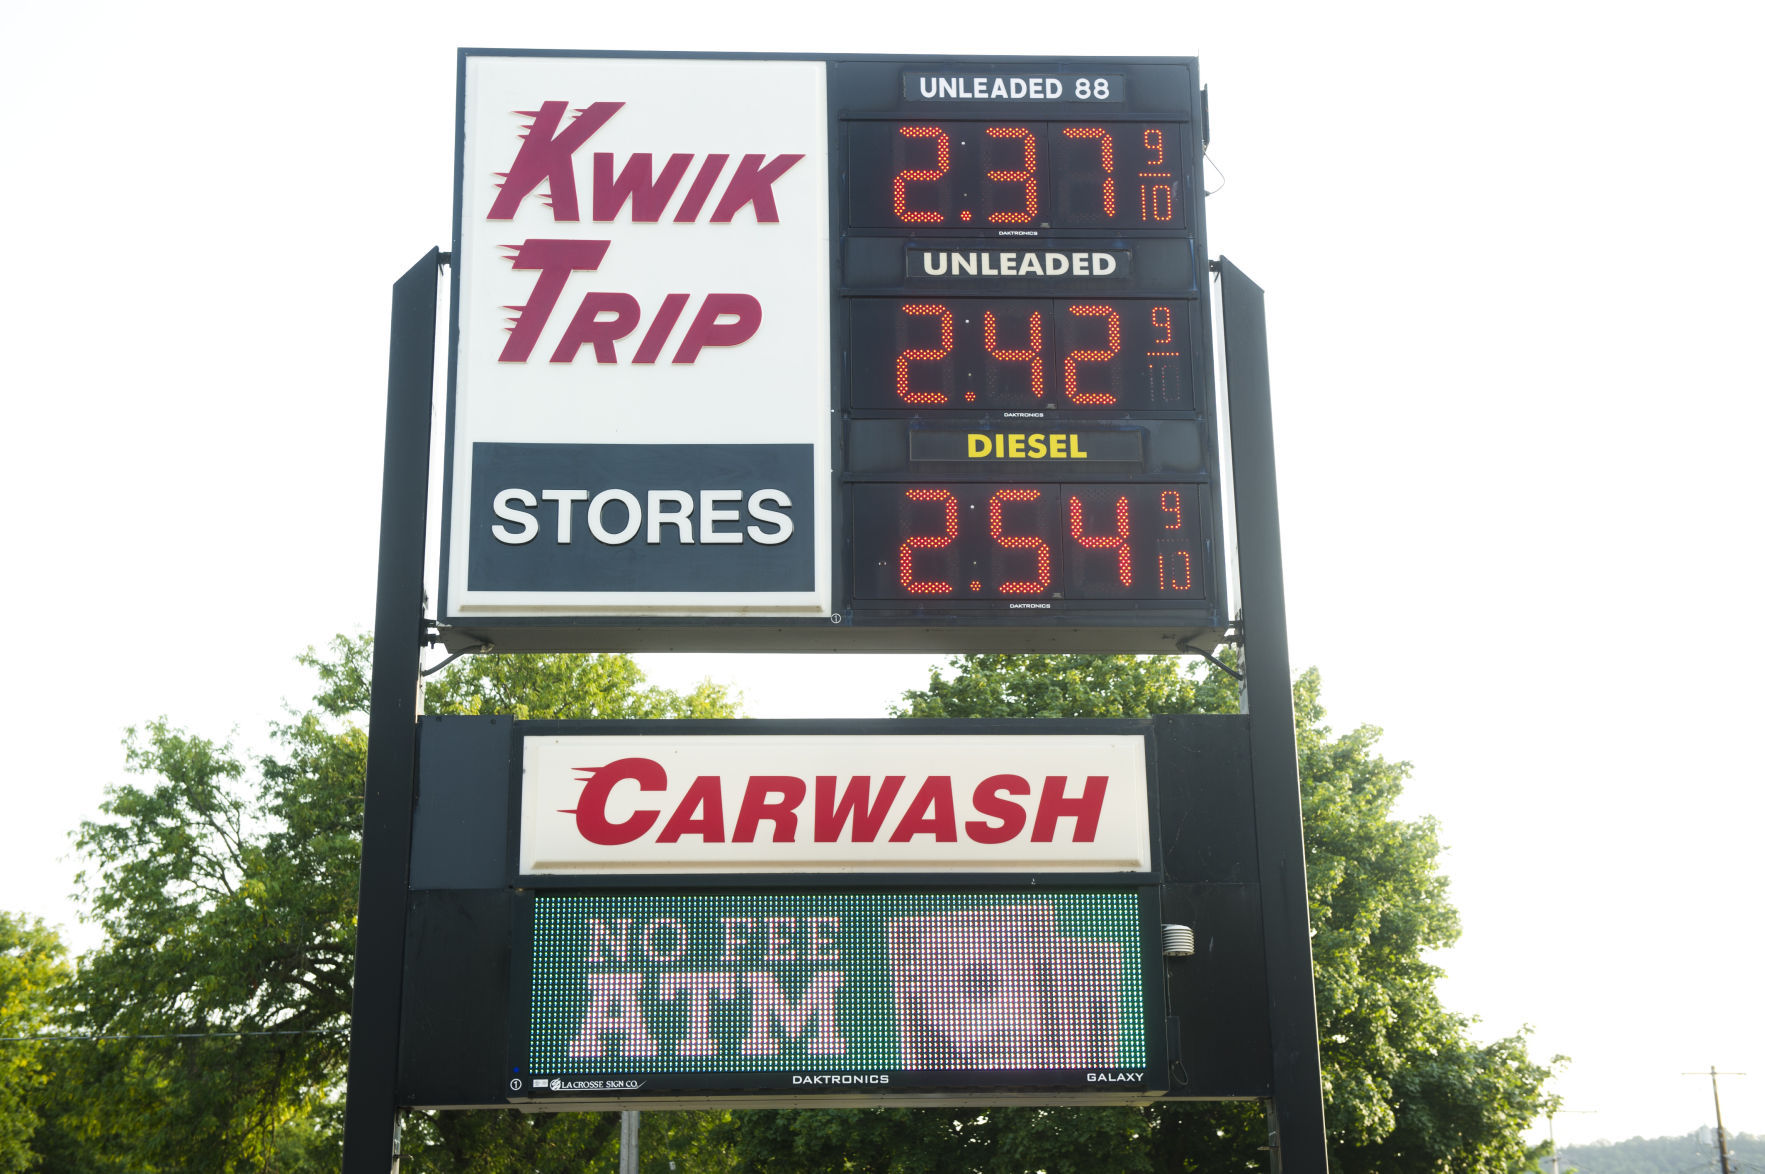 KWIK
TRIP
STORES
UNLEADED 88
2.37 9/10
DAKTRONICS
UNLEADED
2.42 9/10
DAKTRONICS
DIESEL
2.54 9/10
DAKTRONICS
CARWASH
NO FEE
ATM
LA CROSSE SIGN CO
DAKTRONICS
GALAXY